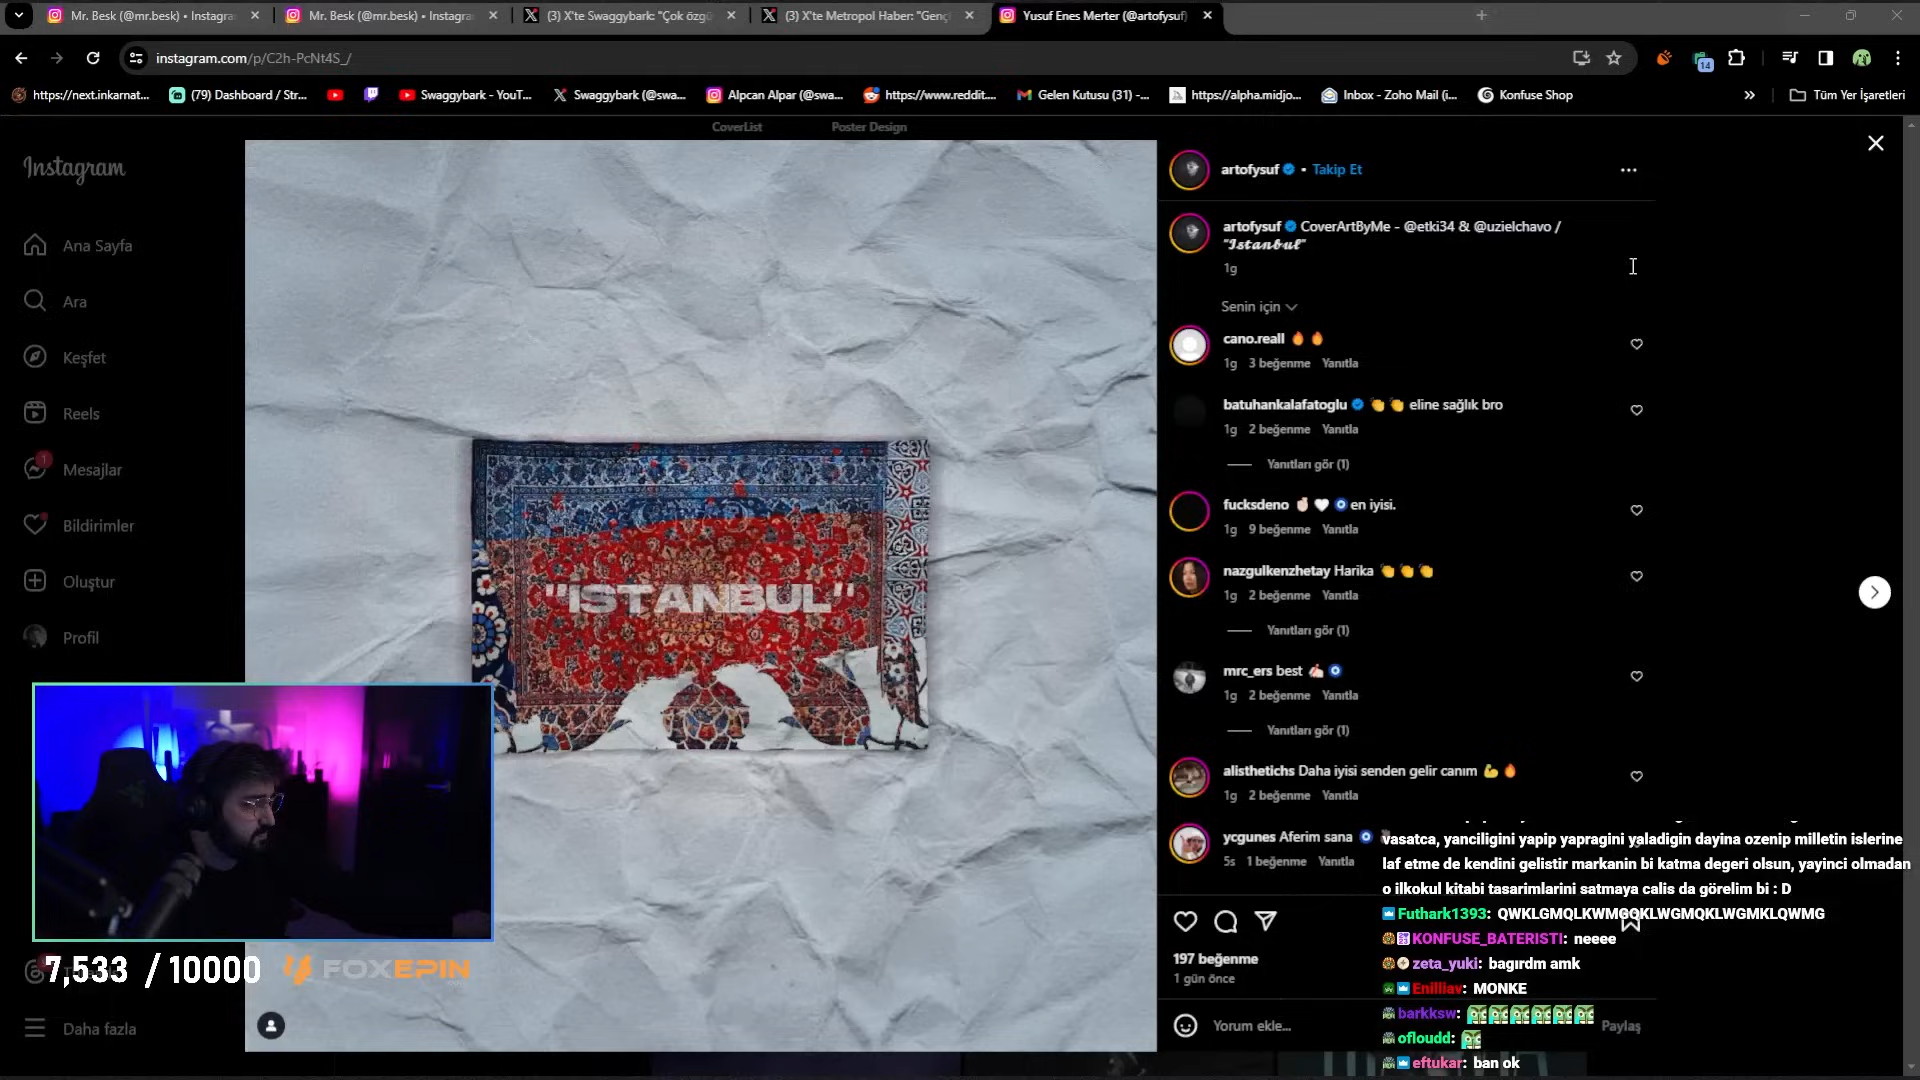 Mr. Besk (@mr.besk) • Instagra
Mr. Besk (@mr.besk) • Instagra
(3) X'te Swaggybark: "Çok özgü
(3) X'te Metropol Haber: "Genç
Yusuf Enes Merter (@artofysuf)
instagram.com/p/C2h-PcNt4S_/
14
https://next.inkarnat...
(79) Dashboard / Str...
Swaggybark - YouT...
Swaggybark (@swa...
Alpcan Alpar (@swa...
https://www.reddit....
Gelen Kutusu (31) -...
https://alpha.midjo...
Inbox - Zoho Mail (i...
Konfuse Shop
Tüm Yer İşaretleri
CoverList
Poster Design
Instagram
Ana Sayfa
Ara
Keşfet
Reels
1
Mesajlar
Bildirimler
Oluştur
Profil
Daha fazla
7,533 / 10000
FOXEPIN
"ISTANBUL"
artofysuf • Takip Et
artofysuf CoverArtByMe - @etki34 & @uzielchavo /
"𝓘𝓼𝓽𝓪𝓷𝓫𝓾𝓵"
1g
Senin için
cano.reall 🔥 🔥
1g 3 beğenme Yanıtla
batuhankalafatoglu 👏 👏 eline sağlık bro
1g 2 beğenme Yanıtla
Yanıtları gör (1)
fucksdeno 🤍 🧿 en iyisi.
1g 9 beğenme Yanıtla
nazgulkenzhetay Harika 👏 👏 👏
1g 2 beğenme Yanıtla
Yanıtları gör (1)
mrc_ers best 🧿
1g 2 beğenme Yanıtla
Yanıtları gör (1)
alisthetichs Daha iyisi senden gelir canım 💪 🔥
1g 2 beğenme Yanıtla
ycgunes Aferim sana 🧿
5s 1 beğenme Yanıtla
197 beğenme
1 gün önce
Yorum ekle...
Paylaş
vasatca, yanciligini yapip yapragini yaladigin dayina ozenip milletin islerine
laf etme de kendini gelistir markanin bi katma degeri olsun, yayinci olmadan
o ilkokul kitabi tasarimlarini satmaya calis da görelim bi : D
Futhark1393: QWKLGMQLKWMGQKLWGMQKLWGMKLQWMG
KONFUSE_BATERISTI: neeee
zeta_yuki: bagırdm amk
Enilliav: MONKE
barkksw:
ofloudd:
eftukar: ban ok